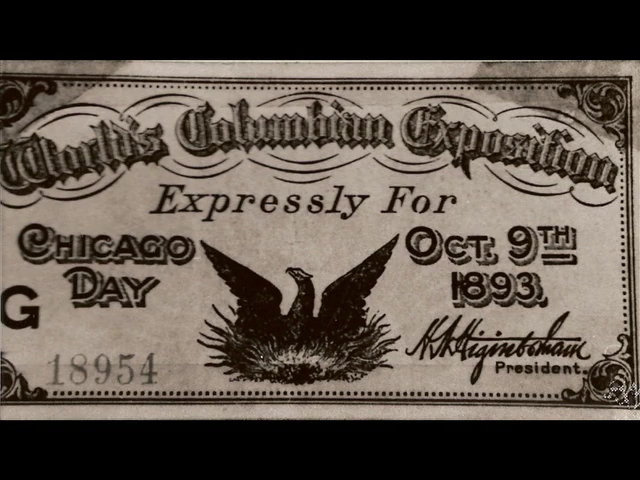 World's Columbian Exposition
Expressly For
CHICAGO DAY
OCT. 9TH 1893.
G
18954
H.N. Higinbotham
President.